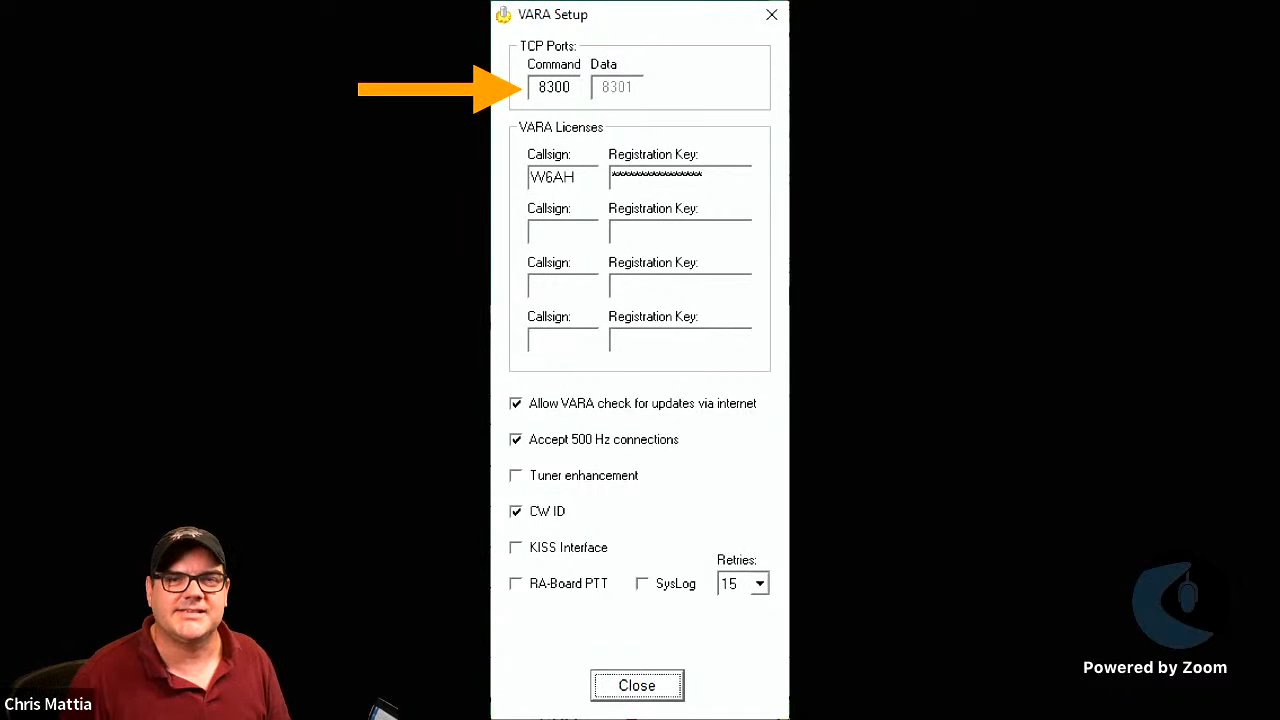 VARA Setup
TCP Ports:
Command Data
8300 8301
VARA Licenses
Callsign: Registration Key:
W6AH ******************
Callsign: Registration Key:
Callsign: Registration Key:
Callsign: Registration Key:
Allow VARA check for updates via internet
Accept 500 Hz connections
Tuner enhancement
CW ID
KISS Interface
Retries:
RA-Board PTT SysLog 15
Close
Powered by Zoom
Chris Mattia